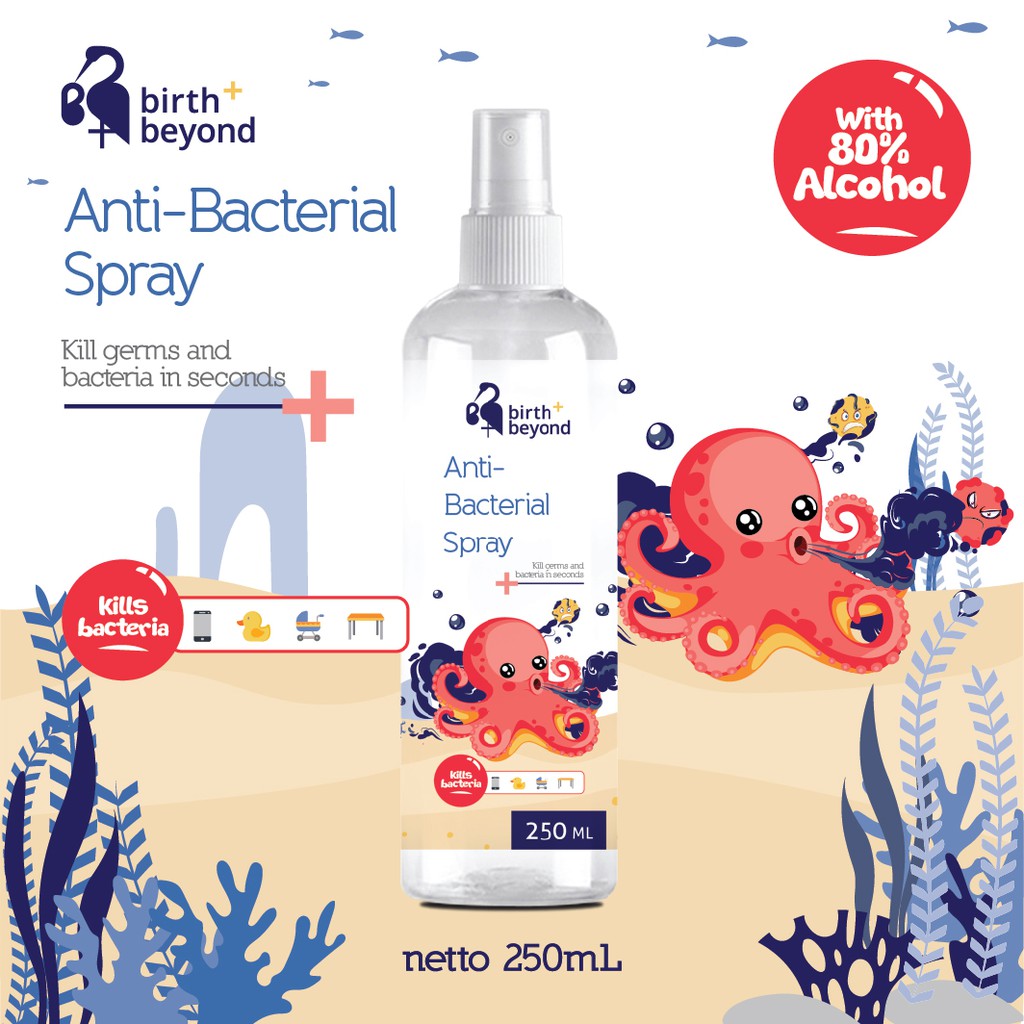 birth+
beyond
Anti-Bacterial
Spray
Kill germs and
bacteria in seconds
With
80%
Alcohol
birth+
beyond
Anti-
Bacterial
Spray
Kill germs and
bacteria in seconds
kills
bacteria
kills
bacteria
250 ML
netto 250mL